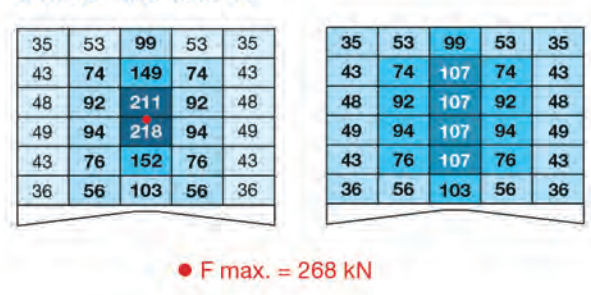 35 53 99 53 35
43 74 149 74 43
48 92 211 92 48
49 94 218 94 49
43 76 152 76 43
36 56 103 56 36
35 53 99 53 35
43 74 107 74 43
48 92 107 92 48
49 94 107 94 49
43 76 107 76 43
36 56 103 56 36
F max. = 268 kN